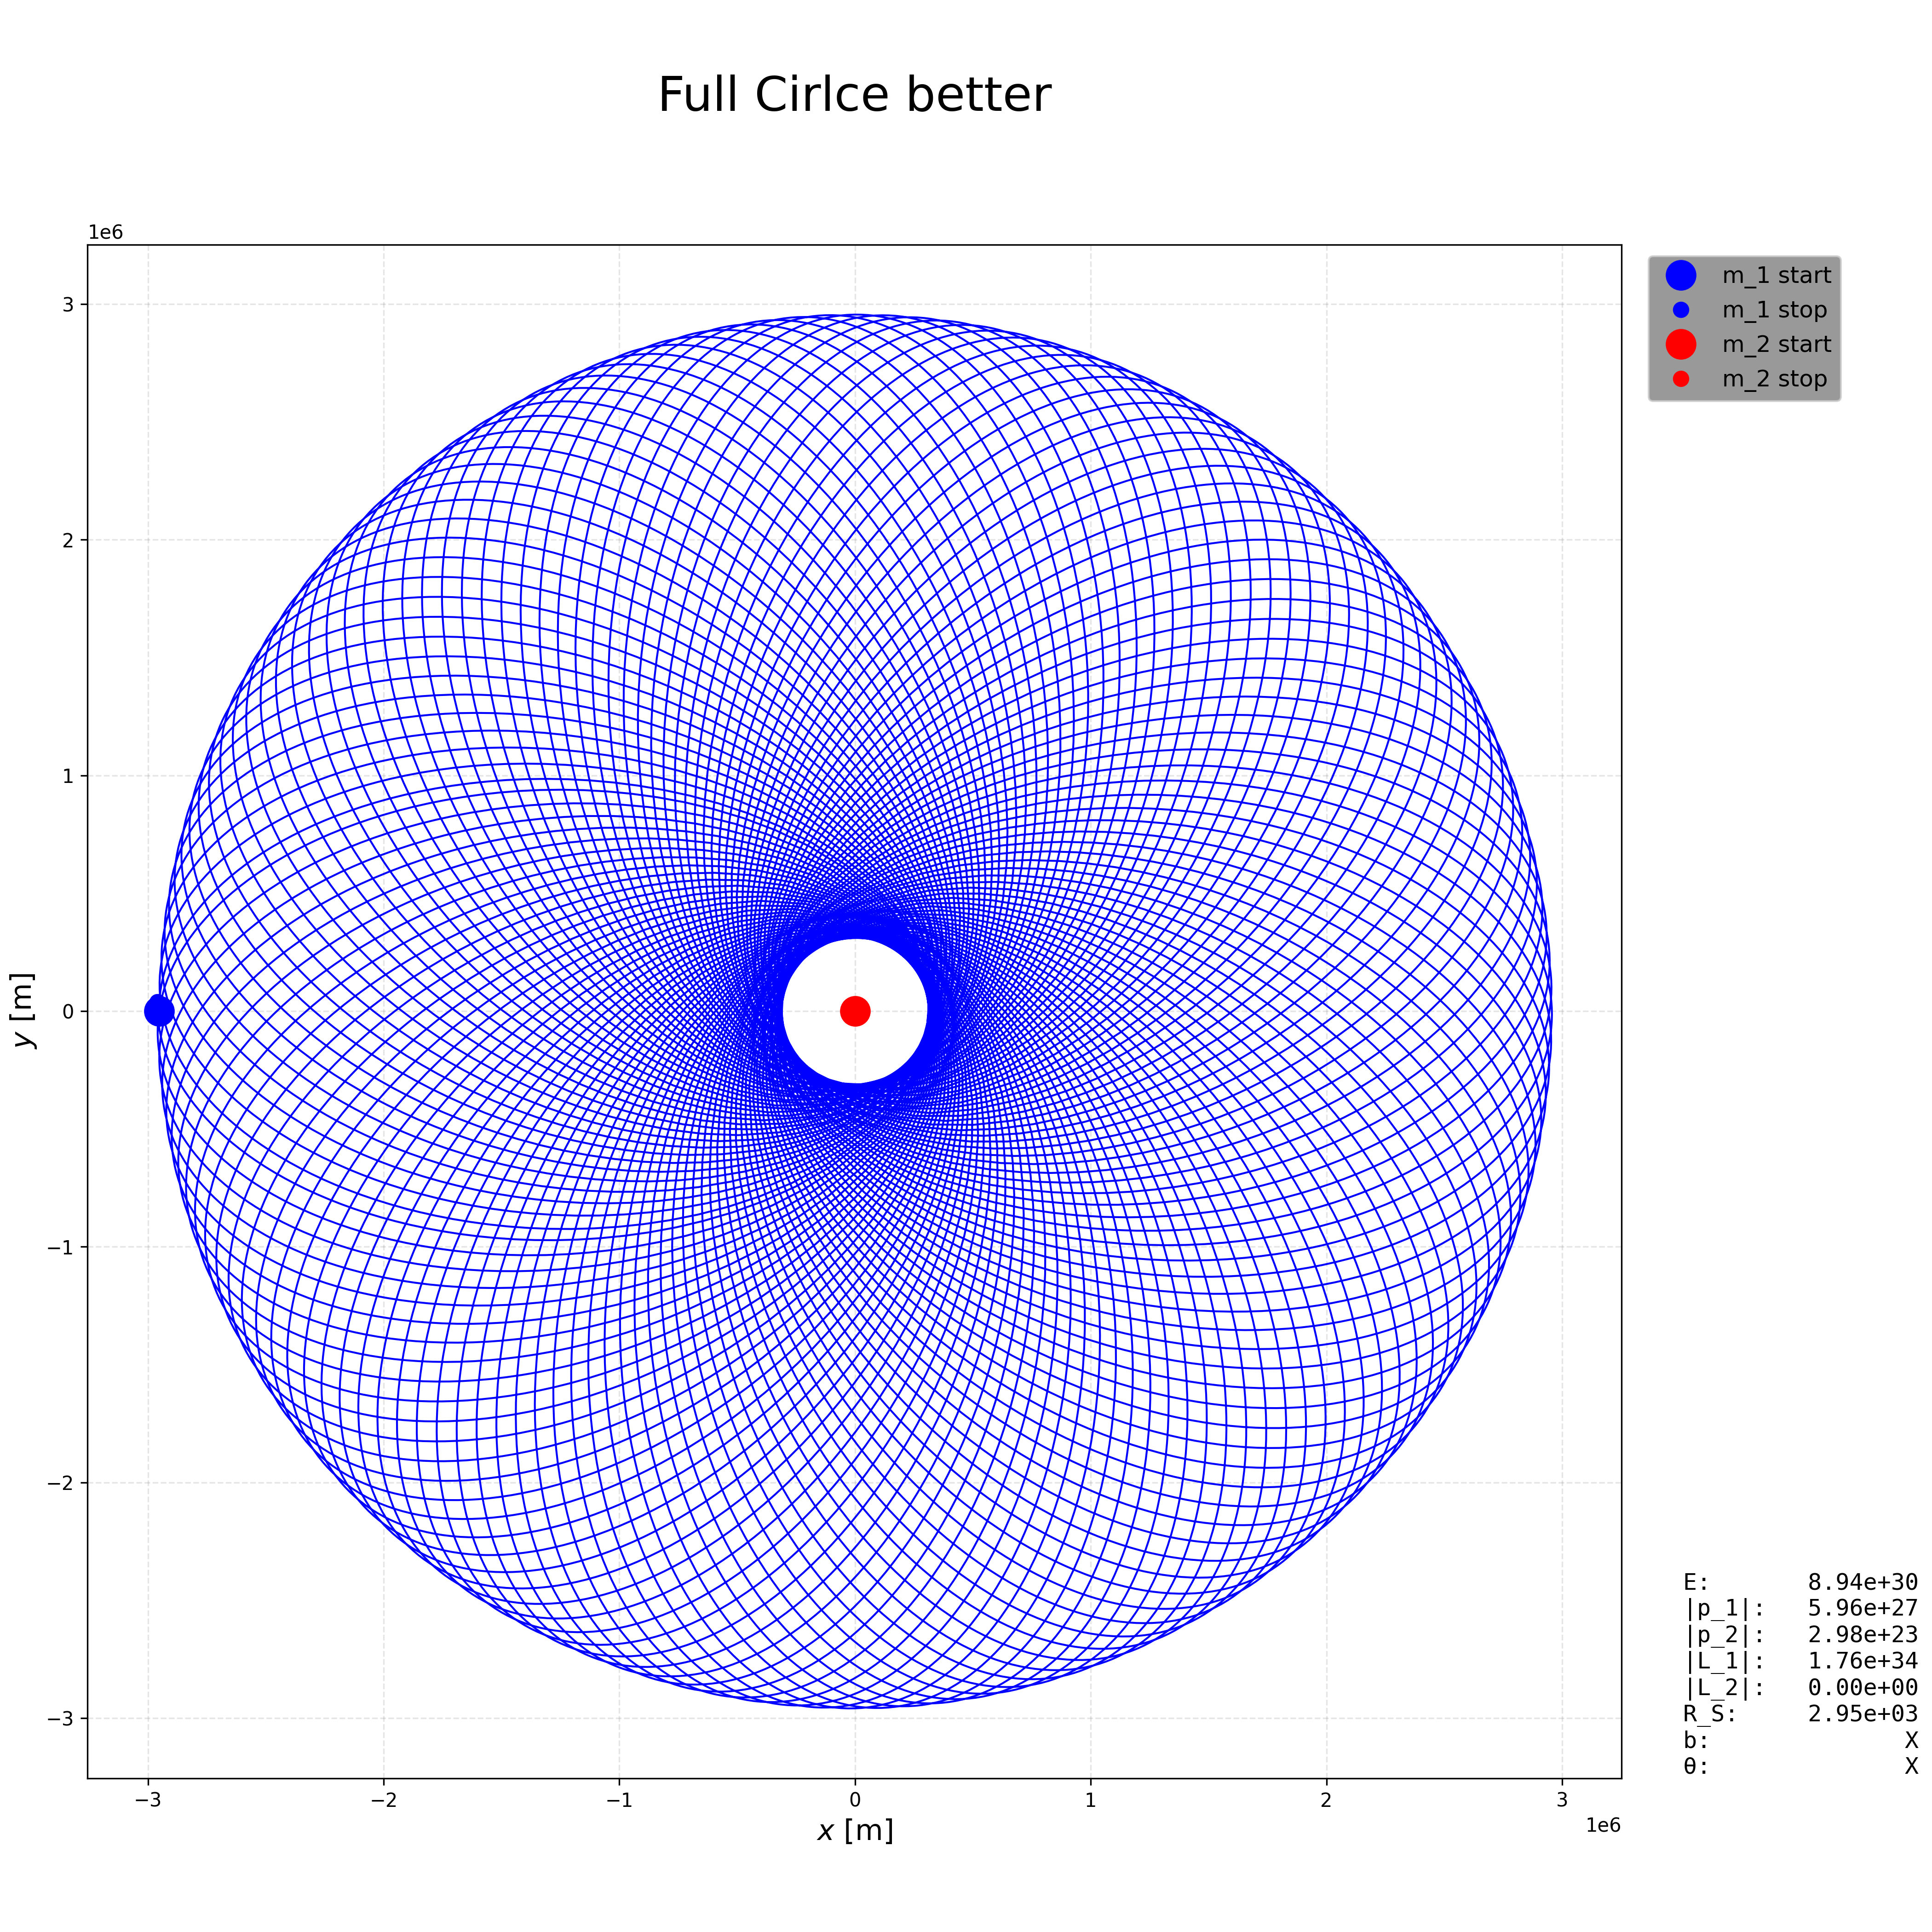 Full Cirlce better
1e6
m_1 start
m_1 stop
m_2 start
m_2 stop
3
2
1
0
−1
−2
−3
y [m]
−3 −2 −1 0 1 2 3
1e6
x [m]
E: 8.94e+30
|p_1|: 5.96e+27
|p_2|: 2.98e+23
|L_1|: 1.76e+34
|L_2|: 0.00e+00
R_S: 2.95e+03
b: X
θ: X